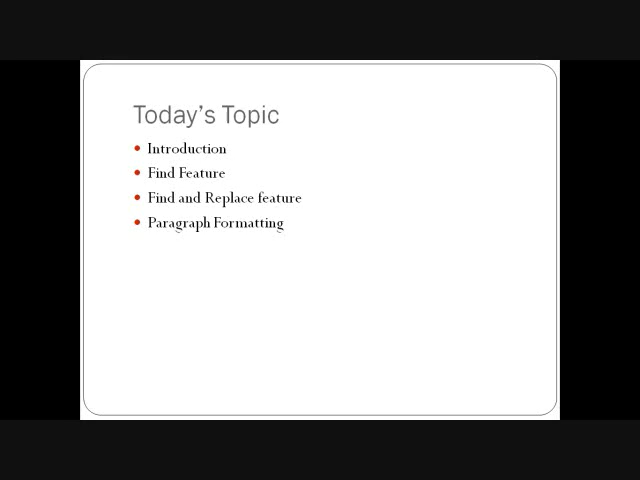 Today’s Topic
• Introduction
• Find Feature
• Find and Replace feature
• Paragraph Formatting